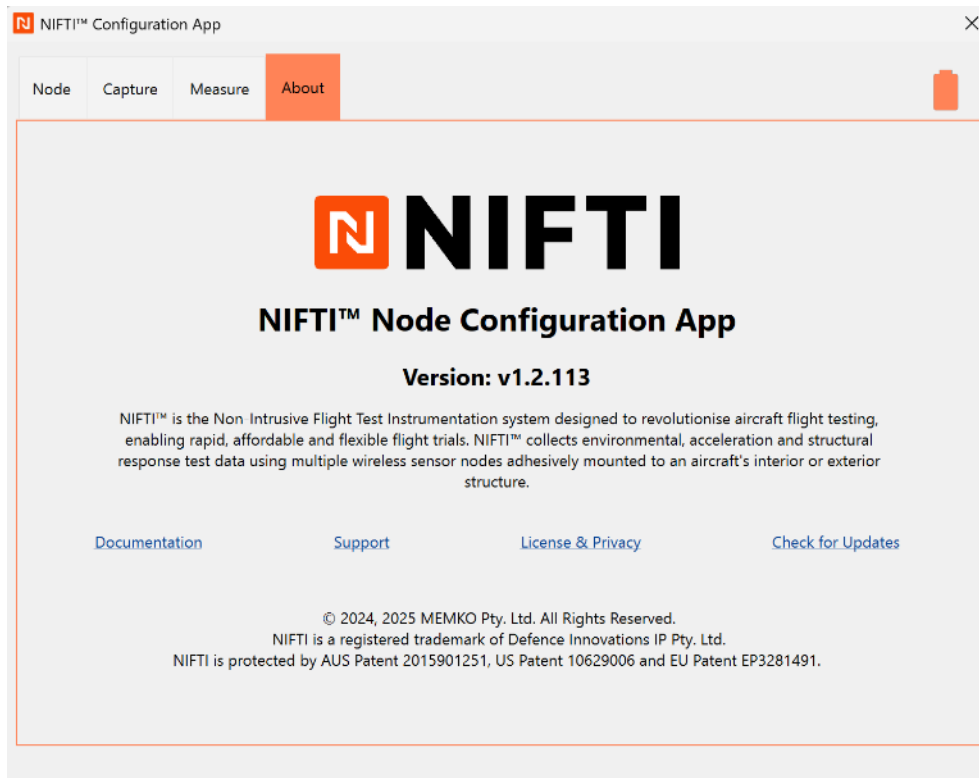 NIFTI™ Configuration App
Node
Capture
Measure
About
N NIFTI
NIFTI™ Node Configuration App
Version: v1.2.113
NIFTI™ is the Non-Intrusive Flight Test Instrumentation system designed to revolutionise aircraft flight testing,
enabling rapid, affordable and flexible flight trials. NIFTI™ collects environmental, acceleration and structural
response test data using multiple wireless sensor nodes adhesively mounted to an aircraft's interior or exterior
structure.
Documentation
Support
License & Privacy
Check for Updates
© 2024, 2025 MEMKO Pty. Ltd. All Rights Reserved.
NIFTI is a registered trademark of Defence Innovations IP Pty. Ltd.
NIFTI is protected by AUS Patent 2015901251, US Patent 10629006 and EU Patent EP3281491.